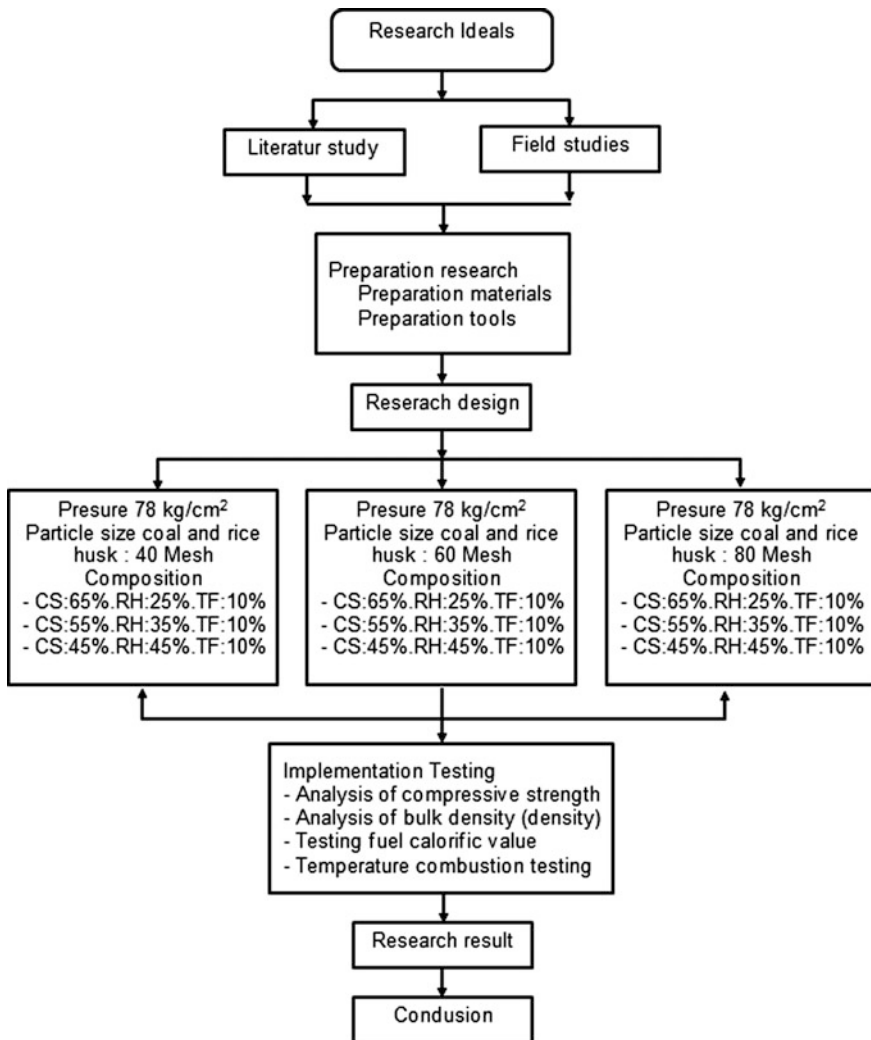 Research Ideals
Literatur study
Field studies
Preparation research
Preparation materials
Preparation tools
Reserach design
Presure 78 kg/cm²
Particle size coal and rice
husk : 40 Mesh
Composition
- CS:65%.RH:25%.TF:10%
- CS:55%.RH:35%.TF:10%
- CS:45%.RH:45%.TF:10%
Presure 78 kg/cm²
Particle size coal and rice
husk : 60 Mesh
Composition
- CS:65%.RH:25%.TF:10%
- CS:55%.RH:35%.TF:10%
- CS:45%.RH:45%.TF:10%
Presure 78 kg/cm²
Particle size coal and rice
husk : 80 Mesh
Composition
- CS:65%.RH:25%.TF:10%
- CS:55%.RH:35%.TF:10%
- CS:45%.RH:45%.TF:10%
Implementation Testing
- Analysis of compressive strength
- Analysis of bulk density (density)
- Testing fuel calorific value
- Temperature combustion testing
Research result
Condusion